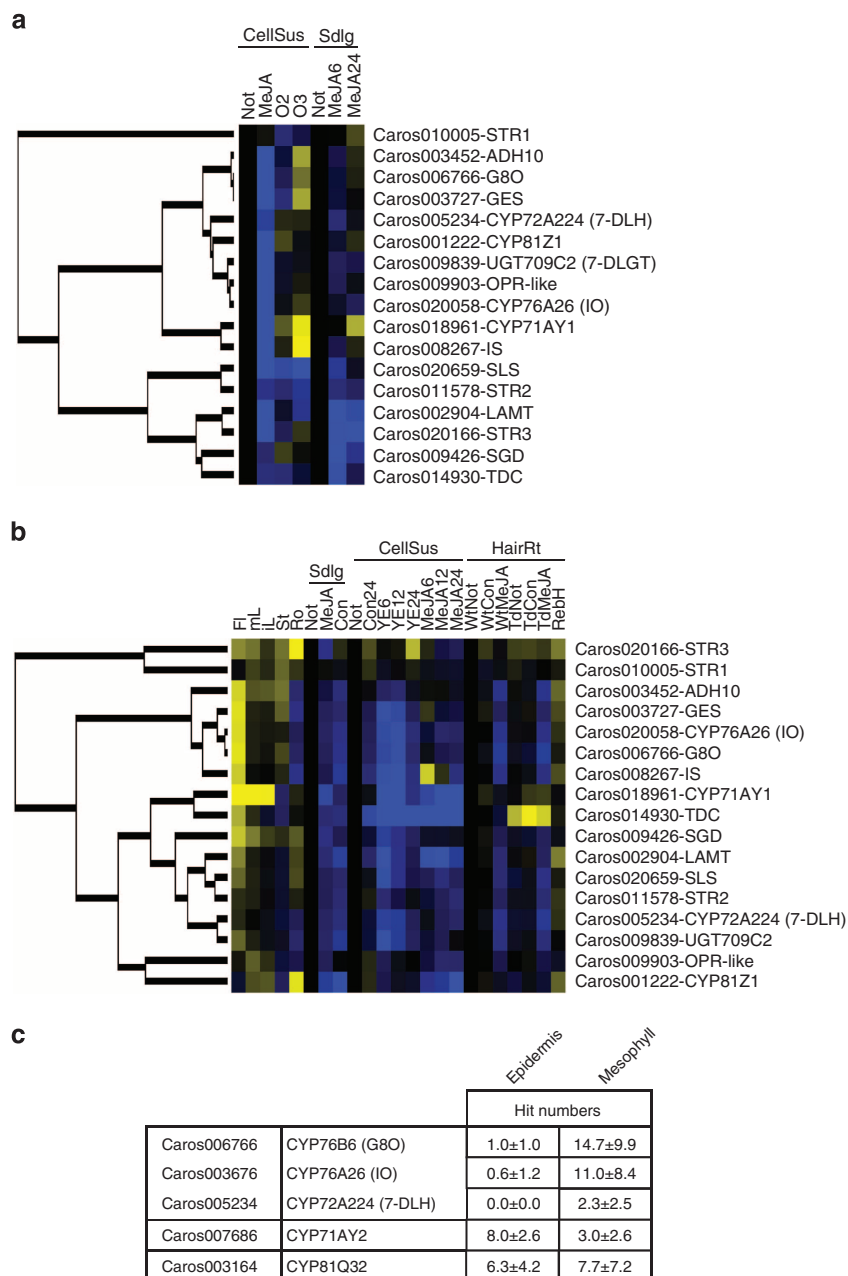 a
CellSus Sdlg
Not MeJA O2 O3 Not MeJA6 MeJA24
Caros010005-STR1
Caros003452-ADH10
Caros006766-G8O
Caros003727-GES
Caros005234-CYP72A224 (7-DLH)
Caros001222-CYP81Z1
Caros009839-UGT709C2 (7-DLGT)
Caros009903-OPR-like
Caros020058-CYP76A26 (IO)
Caros018961-CYP71AY1
Caros008267-IS
Caros020659-SLS
Caros011578-STR2
Caros002904-LAMT
Caros020166-STR3
Caros009426-SGD
Caros014930-TDC
b
CellSus HairRt
Sdlg
Fl mL iL St Ro Not MeJA Con Not Con24 YE6 YE12 YE24 MeJA6 MeJA12 MeJA24 WtNot WtCon WtMeJA TdNot TdCon TdMeJA RebH
Caros020166-STR3
Caros010005-STR1
Caros003452-ADH10
Caros003727-GES
Caros020058-CYP76A26 (IO)
Caros006766-G8O
Caros008267-IS
Caros018961-CYP71AY1
Caros014930-TDC
Caros009426-SGD
Caros002904-LAMT
Caros020659-SLS
Caros011578-STR2
Caros005234-CYP72A224 (7-DLH)
Caros009839-UGT709C2
Caros009903-OPR-like
Caros001222-CYP81Z1
c
Epidermis Mesophyll
Hit numbers
Caros006766 CYP76B6 (G8O) 1.0±1.0 14.7±9.9
Caros003676 CYP76A26 (IO) 0.6±1.2 11.0±8.4
Caros005234 CYP72A224 (7-DLH) 0.0±0.0 2.3±2.5
Caros007686 CYP71AY2 8.0±2.6 3.0±2.6
Caros003164 CYP81Q32 6.3±4.2 7.7±7.2